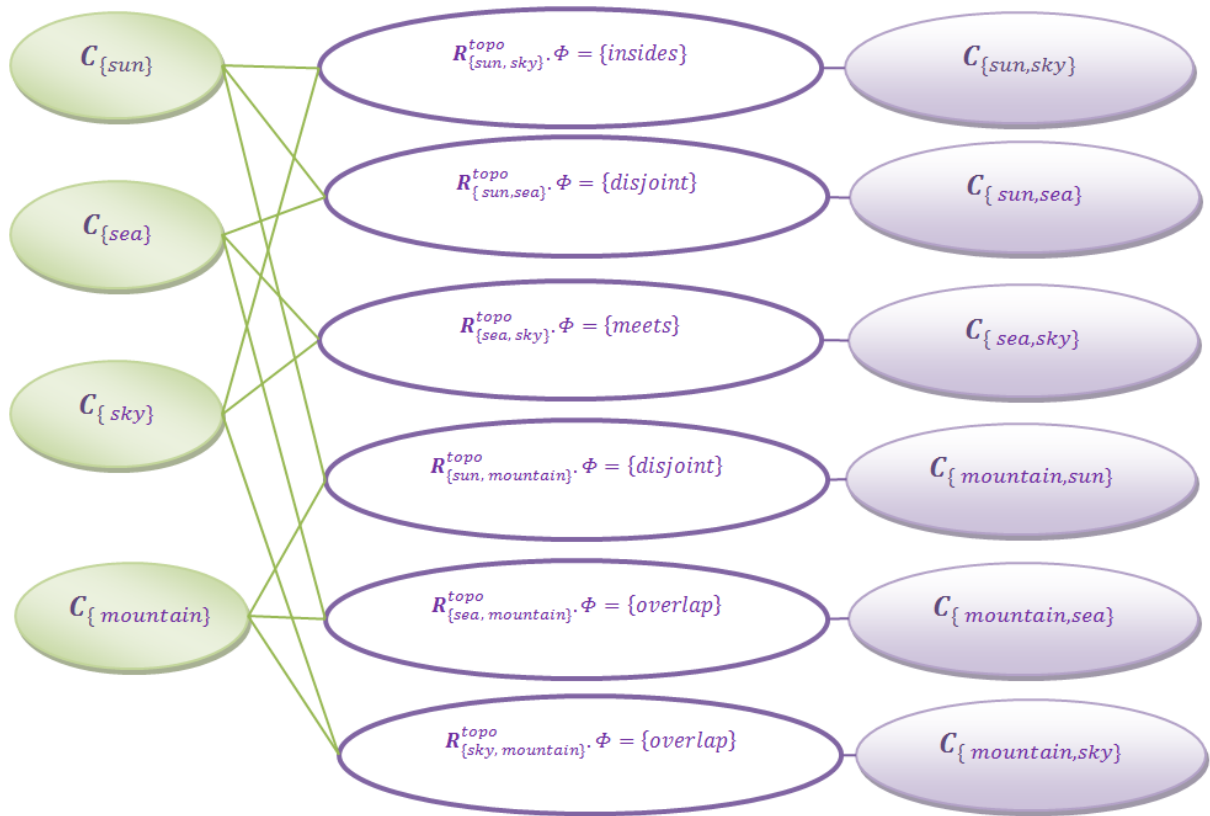 C{sun} R^topo_{sun, sky}. Φ = {insides} C{sun,sky}
R^topo_{ sun,sea}. Φ = {disjoint} C{ sun,sea}
C{sea}
R^topo_{sea, sky}. Φ = {meets} C{ sea,sky}
C{ sky}
R^topo_{sun, mountain}. Φ = {disjoint} C{ mountain,sun}
C{ mountain} R^topo_{sea, mountain}. Φ = {overlap} C{ mountain,sea}
R^topo_{sky, mountain}. Φ = {overlap} C{ mountain,sky}